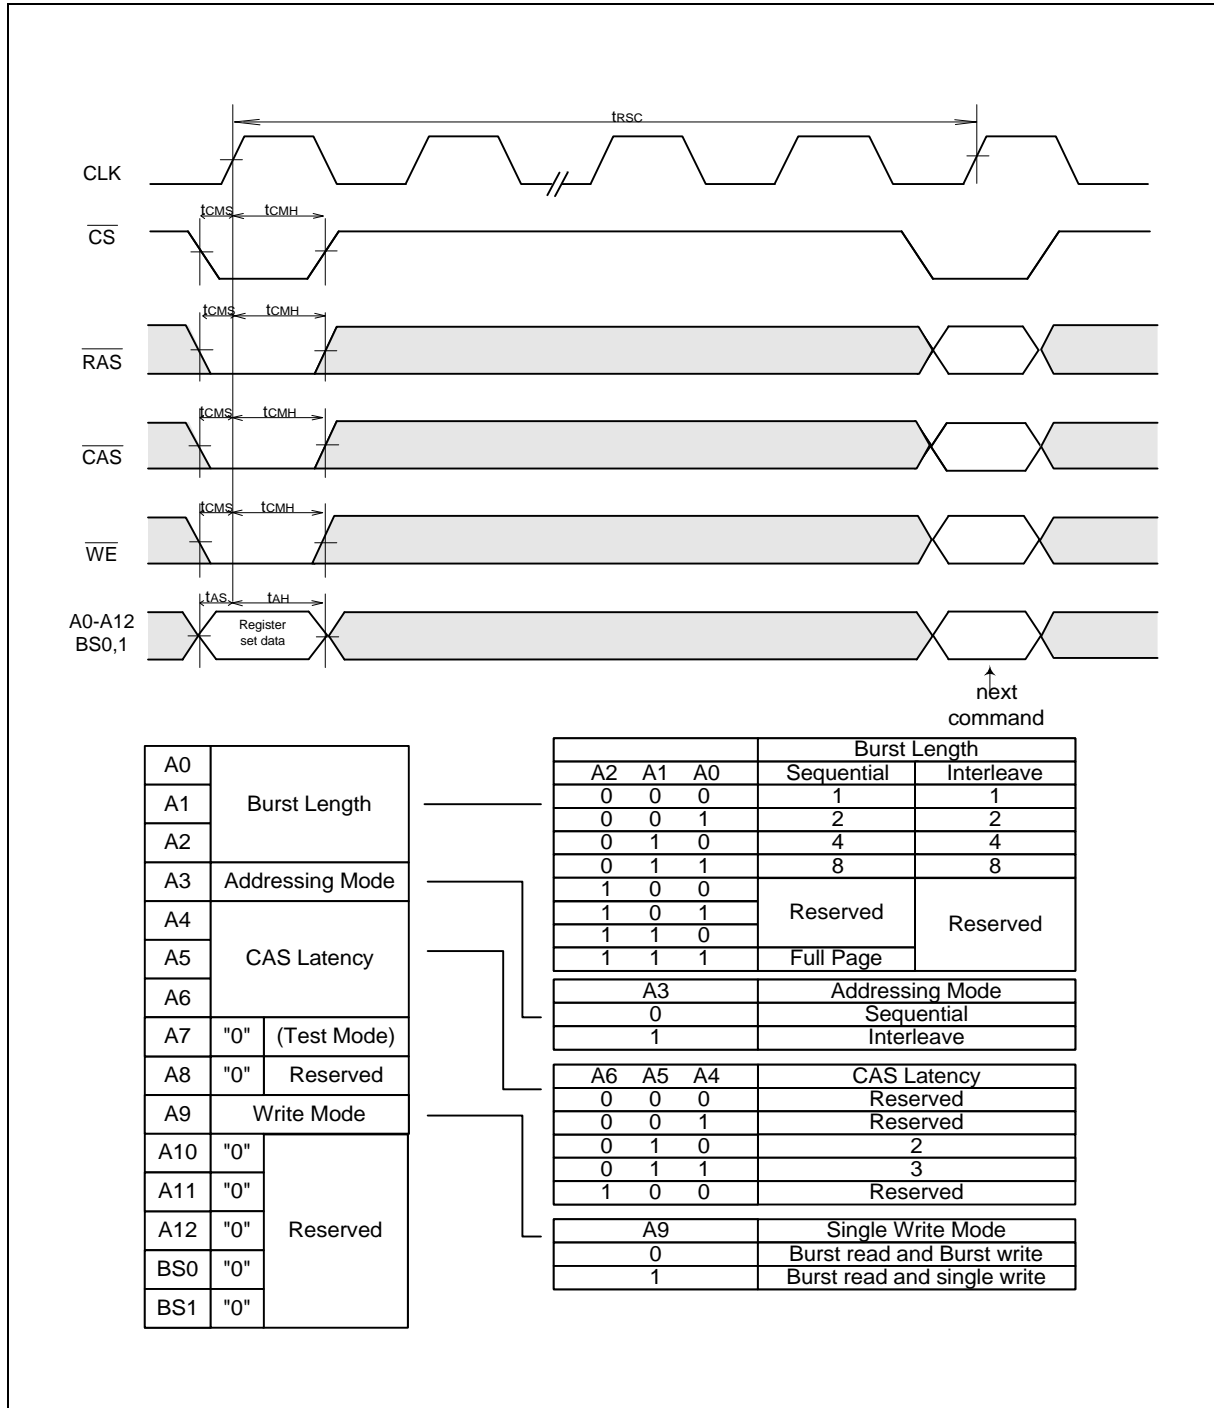 tRSC
CLK
tCMS tCMH
CS
tCMS tCMH
RAS
tCMS tCMH
CAS
tCMS tCMH
WE
tAS tAH
A0-A12
BS0,1
Register
set data
next
command
A0
A1 Burst Length
A2
A3 Addressing Mode
A4
A5 CAS Latency
A6
A7 "0" (Test Mode)
A8 "0" Reserved
A9 Write Mode
A10 "0"
A11 "0"
A12 "0" Reserved
BS0 "0"
BS1 "0"
Burst Length
A2 A1 A0 Sequential Interleave
0 0 0 1 1
0 0 1 2 2
0 1 0 4 4
0 1 1 8 8
1 0 0
1 0 1 Reserved Reserved
1 1 0
1 1 1 Full Page
A3 Addressing Mode
0 Sequential
1 Interleave
A6 A5 A4 CAS Latency
0 0 0 Reserved
0 0 1 Reserved
0 1 0 2
0 1 1 3
1 0 0 Reserved
A9 Single Write Mode
0 Burst read and Burst write
1 Burst read and single write